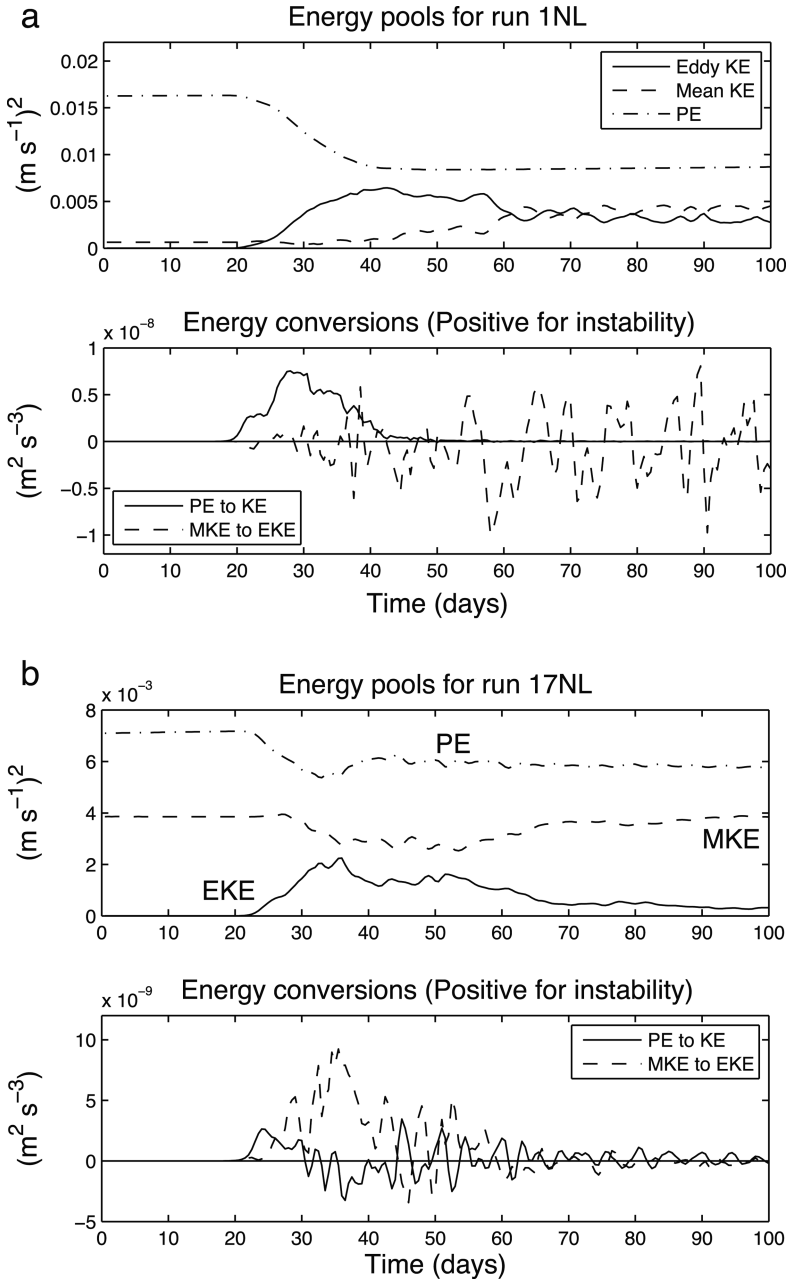 a
Energy pools for run 1NL
0.02
0.015
0.01
0.005
0
(m s⁻¹)²
Eddy KE
Mean KE
PE
0 10 20 30 40 50 60 70 80 90 100
x 10⁻⁸
Energy conversions (Positive for instability)
1
0.5
0
−0.5
−1
(m² s⁻³)
PE to KE
MKE to EKE
0 10 20 30 40 50 60 70 80 90 100
Time (days)
b
x 10⁻³
Energy pools for run 17NL
8
6
4
2
0
(m s⁻¹)²
PE
MKE
EKE
0 10 20 30 40 50 60 70 80 90 100
x 10⁻⁹
Energy conversions (Positive for instability)
10
5
0
−5
(m² s⁻³)
PE to KE
MKE to EKE
0 10 20 30 40 50 60 70 80 90 100
Time (days)